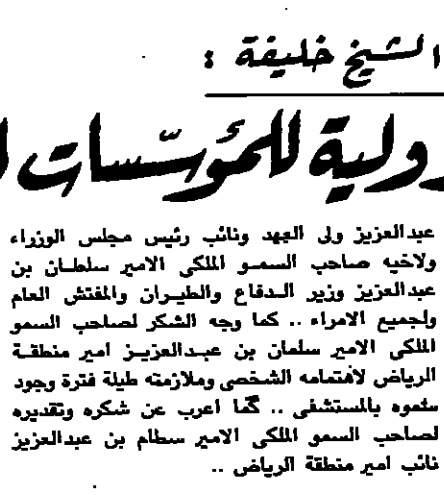 الشيخ خليفة :
ولية للمؤسسات
عبدالعزيز ولى العهد ونائب رئيس مجلس الوزراء
ولاخيه صاحب السمو الملكى الامير سلطان بن
عبدالعزيز وزير الدفاع والطيران والمفتش العام
ولجميع الامراء .. كما وجه الشكر لصاحب السمو
الملكى الامير سلمان بن عبدالعزيز امير منطقة
الرياض لاهتمامه الشخصى وملازمته طيلة فترة وجود
سموه بالمستشفى .. كما اعرب عن شكره وتقديره
لصاحب السمو الملكى الامير سطام بن عبدالعزيز
نائب امير منطقة الرياض ..